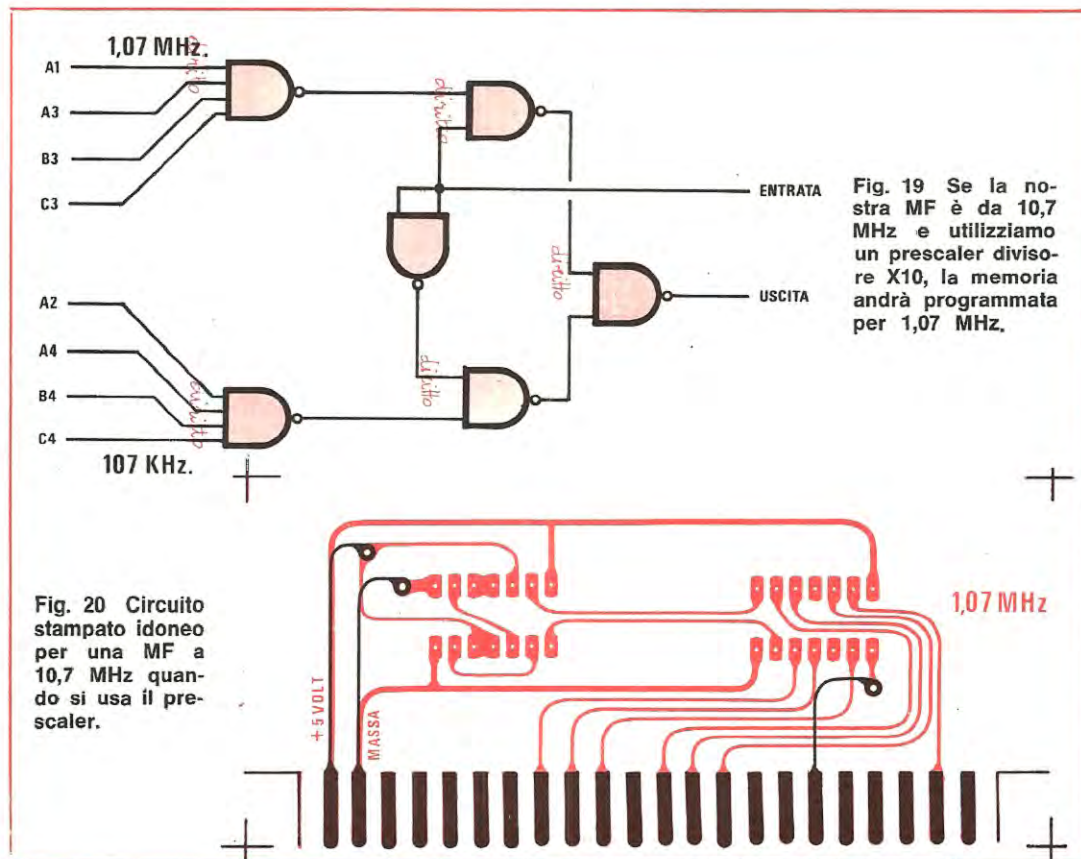 1,07 MHz.
diritto
A1
A3
B3
C3
diritto
ENTRATA
diritto
diritto
USCITA
A2
A4
B4
C4
diritto
107 KHz.
Fig. 19 Se la no-
stra MF è da 10,7
MHz e utilizziamo
un prescaler diviso-
re X10, la memoria
andrà programmata
per 1,07 MHz.
Fig. 20 Circuito
stampato idoneo
per una MF a
10,7 MHz quan-
do si usa il pre-
scaler.
+5 VOLT
MASSA
1,07 MHz